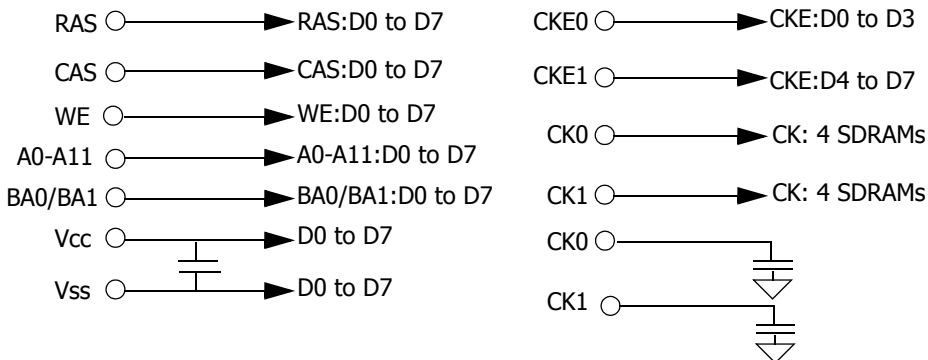 RAS RAS:D0 to D7
CAS CAS:D0 to D7
WE WE:D0 to D7
A0-A11 A0-A11:D0 to D7
BA0/BA1 BA0/BA1:D0 to D7
Vcc D0 to D7
Vss D0 to D7
CKE0 CKE:D0 to D3
CKE1 CKE:D4 to D7
CK0 CK: 4 SDRAMs
CK1 CK: 4 SDRAMs
CK0
CK1